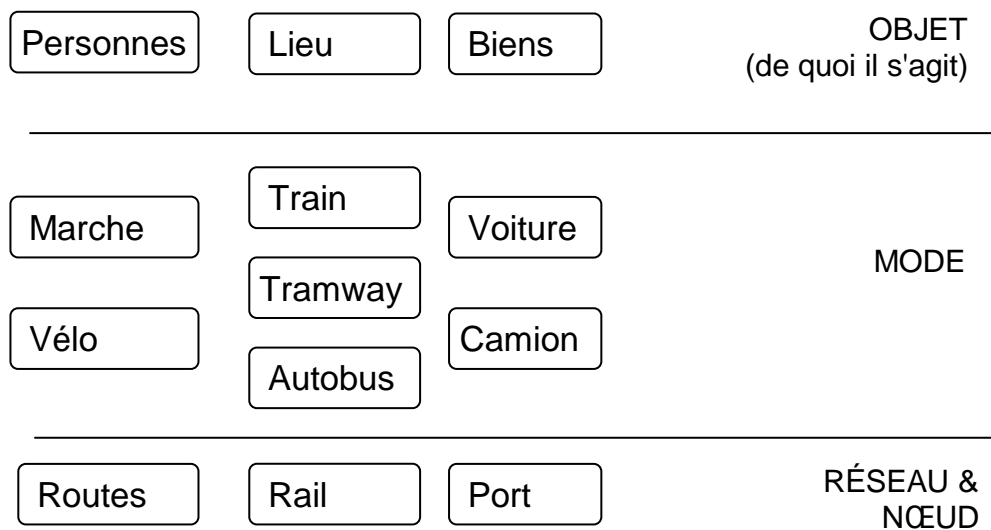 Personnes
Lieu
Biens
OBJET
(de quoi il s'agit)
Marche
Train
Voiture
Tramway
MODE
Vélo
Autobus
Camion
Routes
Rail
Port
RÉSEAU &
NŒUD